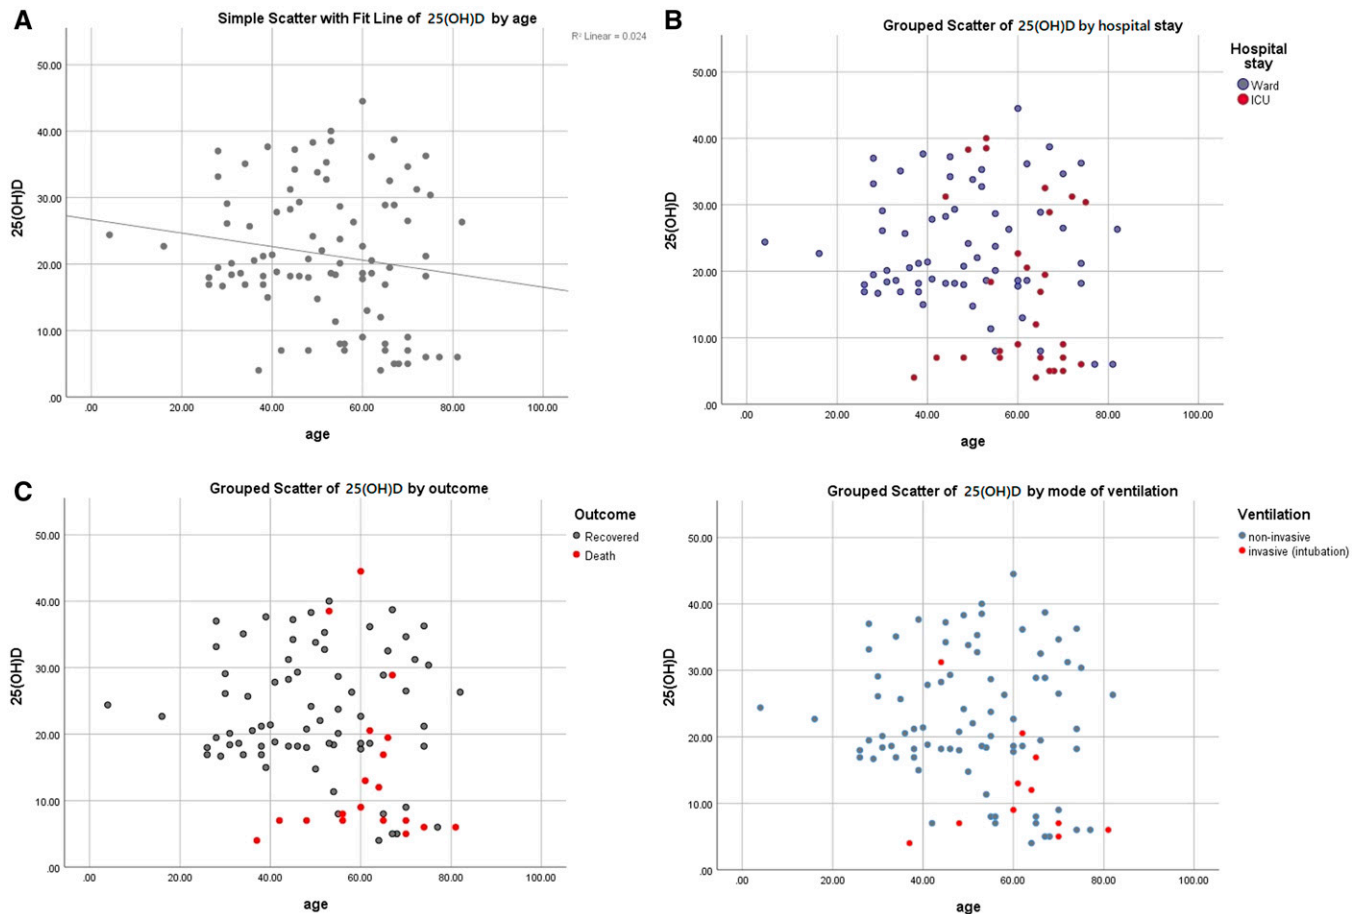 A
Simple Scatter with Fit Line of 25(OH)D by age
R² Linear = 0.024
50.00
40.00
30.00
20.00
10.00
.00
25(OH)D
.00 20.00 40.00 60.00 80.00 100.00
age
B
Grouped Scatter of 25(OH)D by hospital stay
Hospital
stay
Ward
ICU
50.00
40.00
30.00
20.00
10.00
.00
25(OH)D
.00 20.00 40.00 60.00 80.00 100.00
age
C
Grouped Scatter of 25(OH)D by outcome
Outcome
Recovered
Death
50.00
40.00
30.00
20.00
10.00
.00
25(OH)D
.00 20.00 40.00 60.00 80.00 100.00
age
Grouped Scatter of 25(OH)D by mode of ventilation
Ventilation
non-invasive
invasive (intubation)
50.00
40.00
30.00
20.00
10.00
.00
25(OH)D
.00 20.00 40.00 60.00 80.00 100.00
age